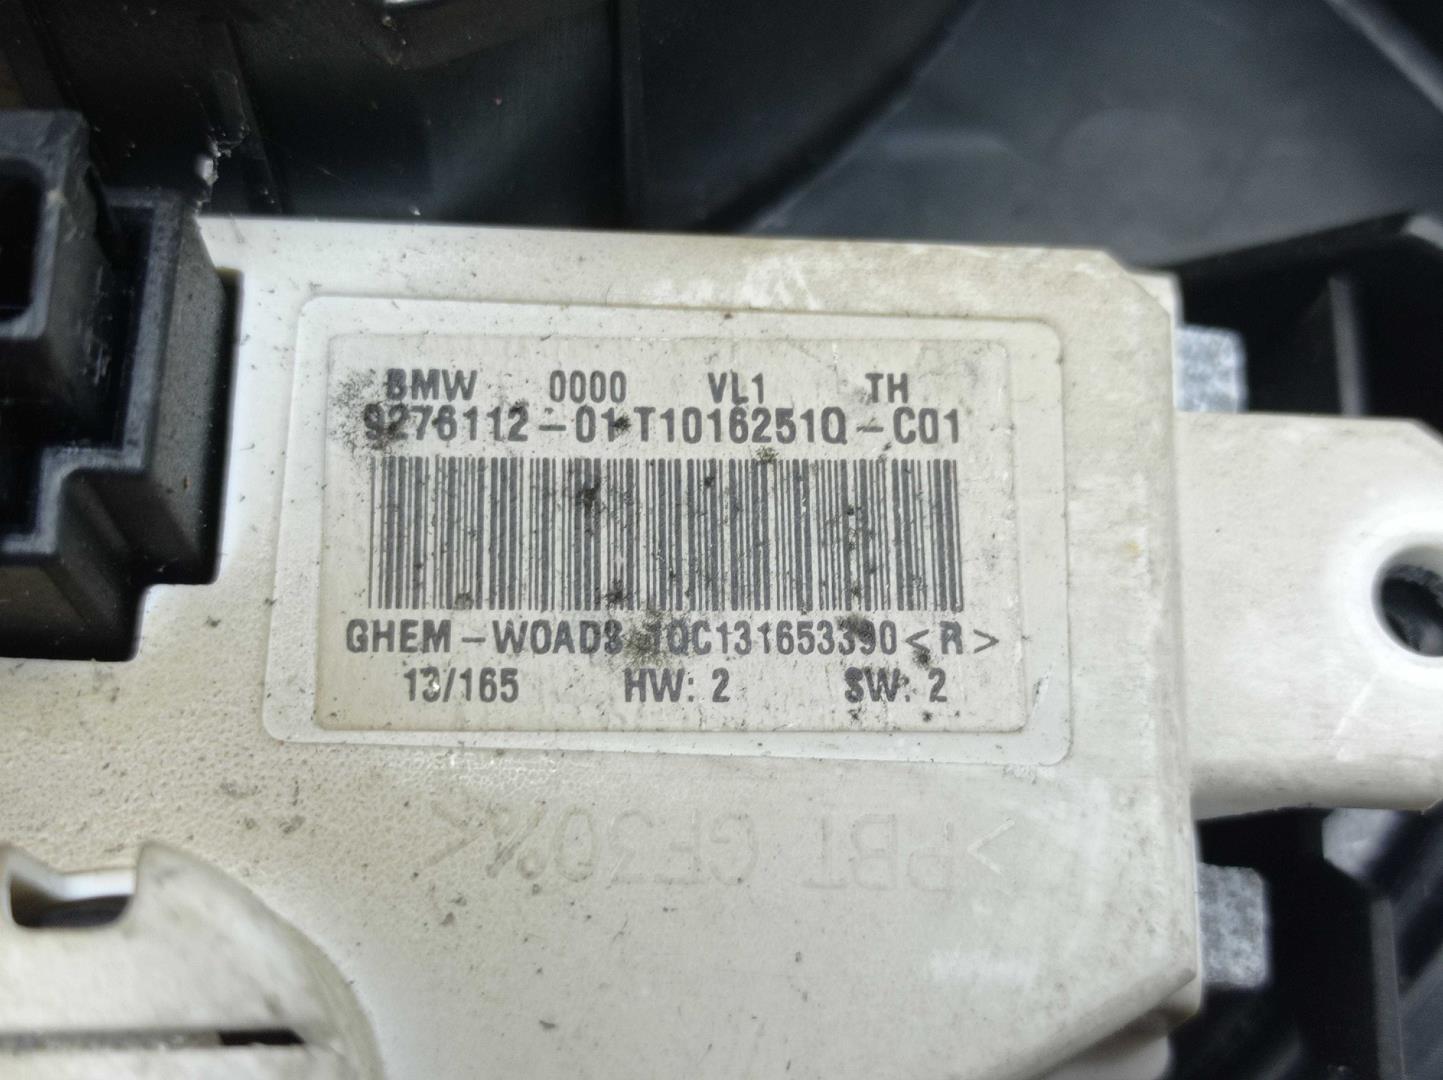 BMW 0000 VL1 TH
9276112-01 T1016251Q-C01
GHEM-WOAD8 1QC131653390<R>
13/165 HW: 2 SW: 2
>PBT GF30%<